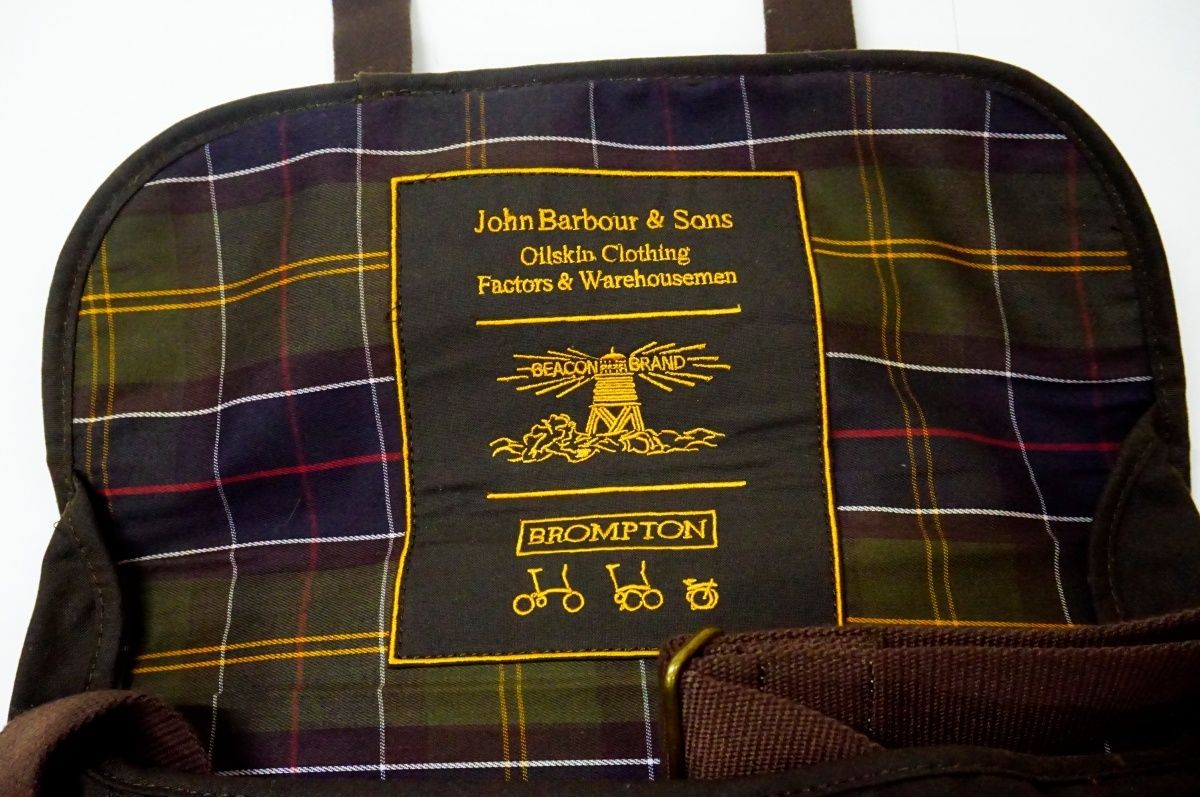 John Barbour & Sons
Oilskin Clothing
Factors & Warehousemen
BEACON BRAND
BROMPTON